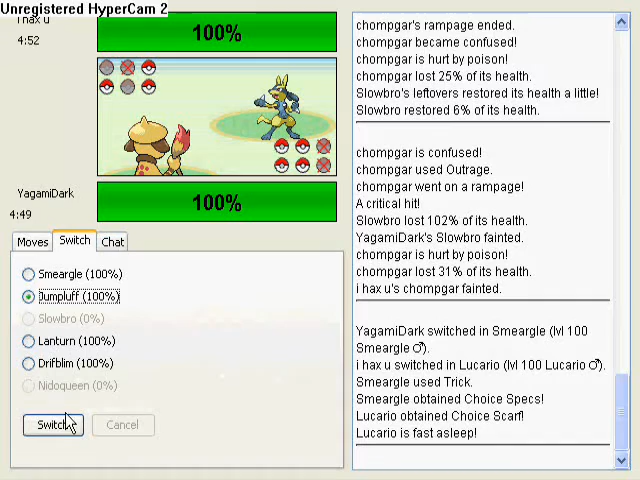 Unregistered HyperCam 2
i hax u
4:52
100%
YagamiDark
4:49
100%
Moves
Switch
Chat
Smeargle (100%)
Jumpluff (100%)
Slowbro (0%)
Lanturn (100%)
Drifblim (100%)
Nidoqueen (0%)
Switch
Cancel
chompgar's rampage ended.
chompgar became confused!
chompgar is hurt by poison!
chompgar lost 25% of its health.
Slowbro's leftovers restored its health a little!
Slowbro restored 6% of its health.
chompgar is confused!
chompgar used Outrage.
chompgar went on a rampage!
A critical hit!
Slowbro lost 102% of its health.
YagamiDark's Slowbro fainted.
chompgar is hurt by poison!
chompgar lost 31% of its health.
i hax u's chompgar fainted.
YagamiDark switched in Smeargle (lvl 100
Smeargle ♂).
i hax u switched in Lucario (lvl 100 Lucario ♂).
Smeargle used Trick.
Smeargle obtained Choice Specs!
Lucario obtained Choice Scarf!
Lucario is fast asleep!